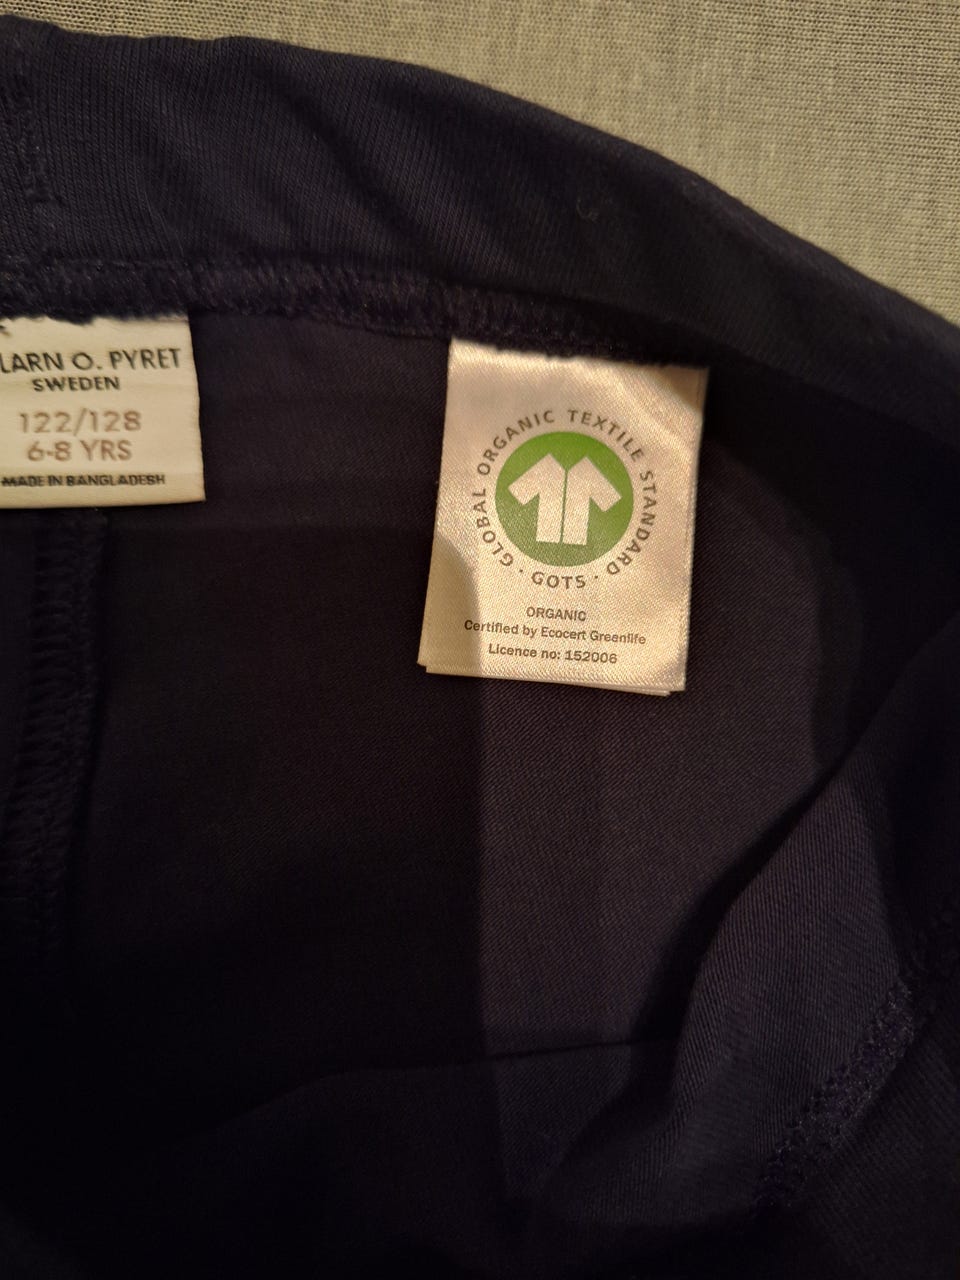 LARN O. PYRET
SWEDEN
122/128
6-8 YRS
MADE IN BANGLADESH
GLOBAL ORGANIC TEXTILE STANDARD · GOTS ·
ORGANIC
Certified by Ecocert Greenlife
Licence no: 152006